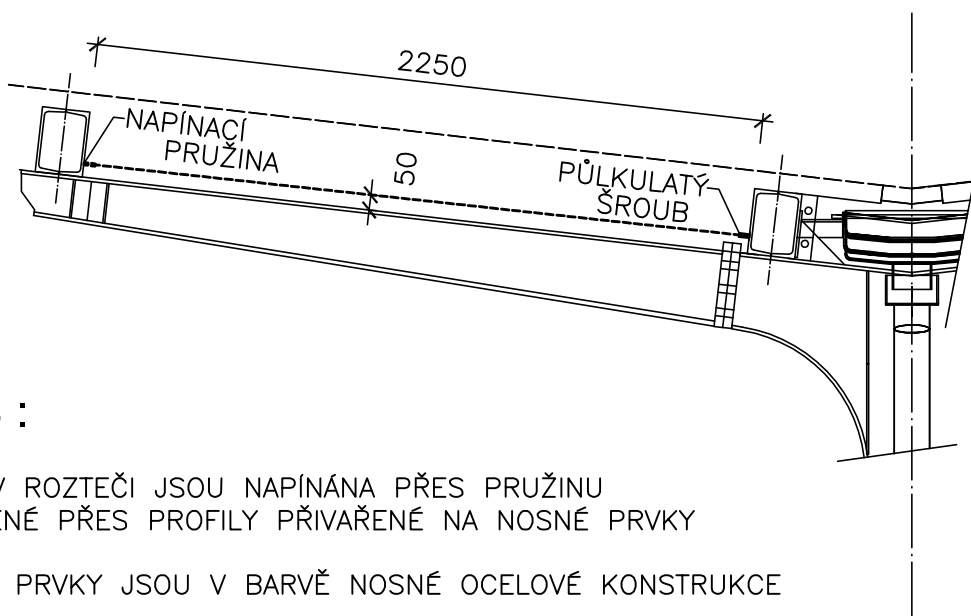 2250
NAPÍNACÍ
PRUŽINA
50
PŮLKULATÝ
ŠROUB
:
V ROZTEČI JSOU NAPÍNÁNA PŘES PRUŽINU
ENÉ PŘES PROFILY PŘIVAŘENÉ NA NOSNÉ PRVKY
PRVKY JSOU V BARVĚ NOSNÉ OCELOVÉ KONSTRUKCE